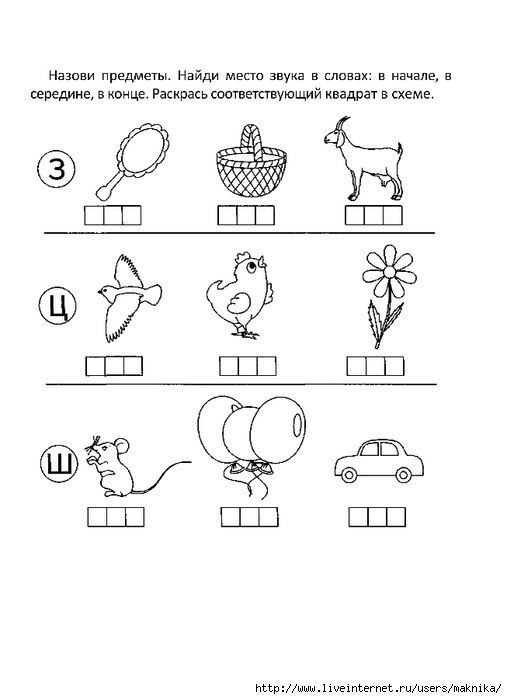 Назови предметы. Найди место звука в словах: в начале, в
середине, в конце. Раскрась соответствующий квадрат в схеме.
З
Ц
Ш
http://www.liveinternet.ru/users/maknika/